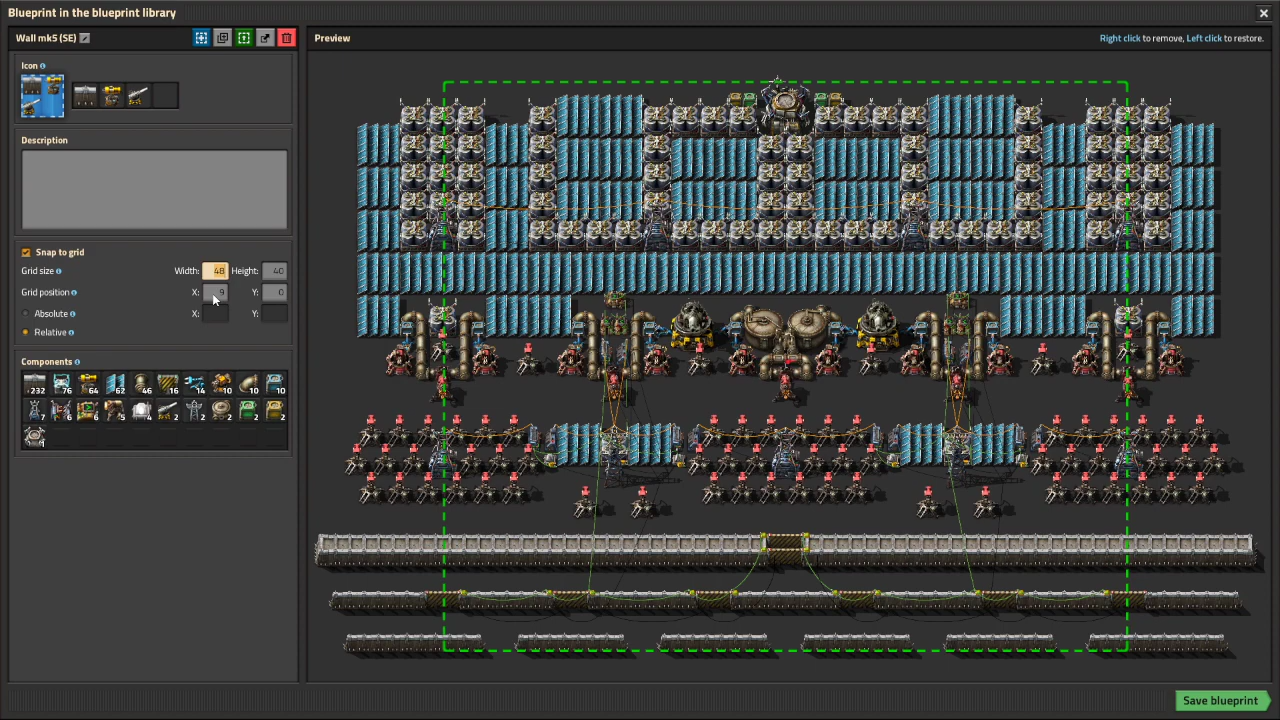 Blueprint in the blueprint library
Wall mk5 (SE)
Preview
Right click to remove, Left click to restore.
Icon
Description
Snap to grid
Grid size Width: 48 Height: 40
Grid position X: 9 Y: 0
Absolute X: Y:
Relative
Components
232 76 64 62 46 16 14 10 10 10
7 6 6 5 4 2 2 2 2 2
Save blueprint